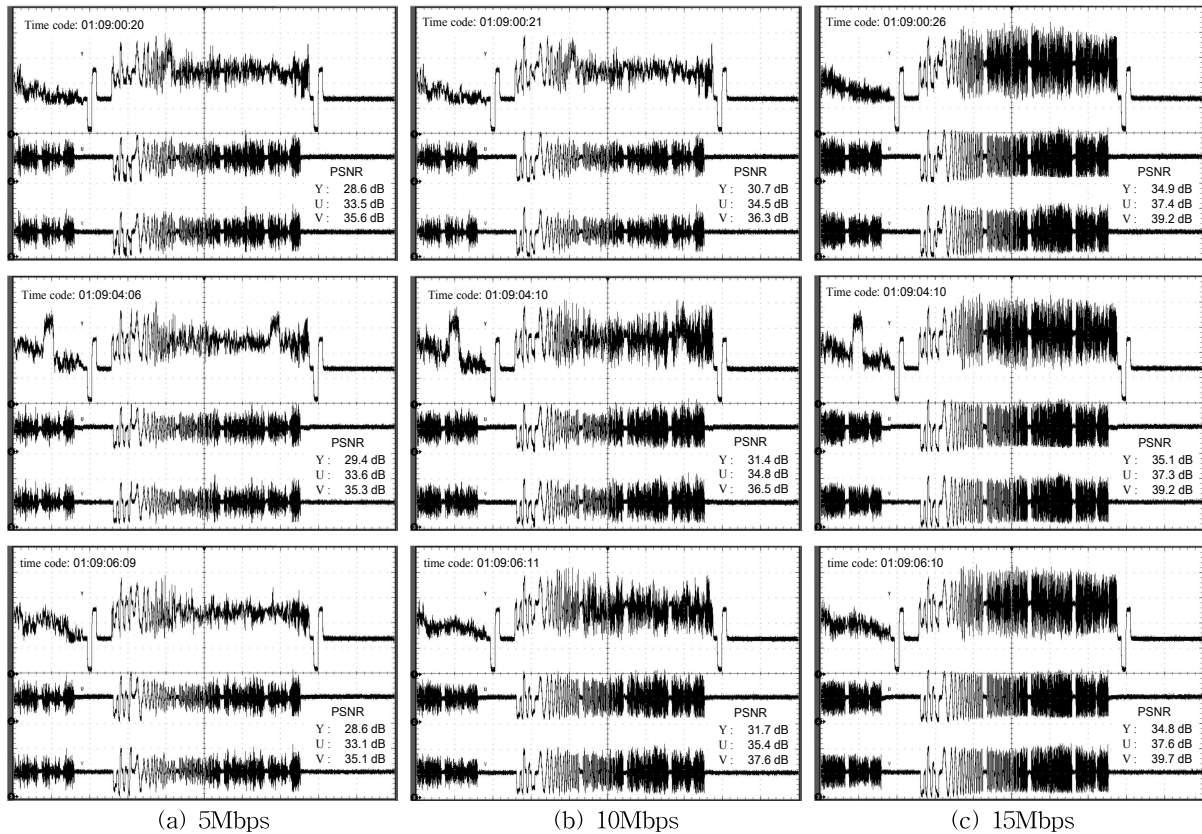 Time code: 01:09:00:20
Y
U
V
PSNR
Y : 28.6 dB
U : 33.5 dB
V : 35.6 dB
Time code: 01:09:00:21
Y
U
V
PSNR
Y : 30.7 dB
U : 34.5 dB
V : 36.3 dB
Time code: 01:09:00:26
Y
U
V
PSNR
Y : 34.9 dB
U : 37.4 dB
V : 39.2 dB
Time code: 01:09:04:06
Y
U
V
PSNR
Y : 29.4 dB
U : 33.6 dB
V : 35.3 dB
Time code: 01:09:04:10
Y
U
V
PSNR
Y : 31.4 dB
U : 34.8 dB
V : 36.5 dB
Time code: 01:09:04:10
Y
U
V
PSNR
Y : 35.1 dB
U : 37.3 dB
V : 39.2 dB
time code: 01:09:06:09
Y
U
V
PSNR
Y : 28.6 dB
U : 33.1 dB
V : 35.1 dB
time code: 01:09:06:11
Y
U
V
PSNR
Y : 31.7 dB
U : 35.4 dB
V : 37.6 dB
time code: 01:09:06:10
Y
U
V
PSNR
Y : 34.8 dB
U : 37.6 dB
V : 39.7 dB
(a) 5Mbps
(b) 10Mbps
(c) 15Mbps